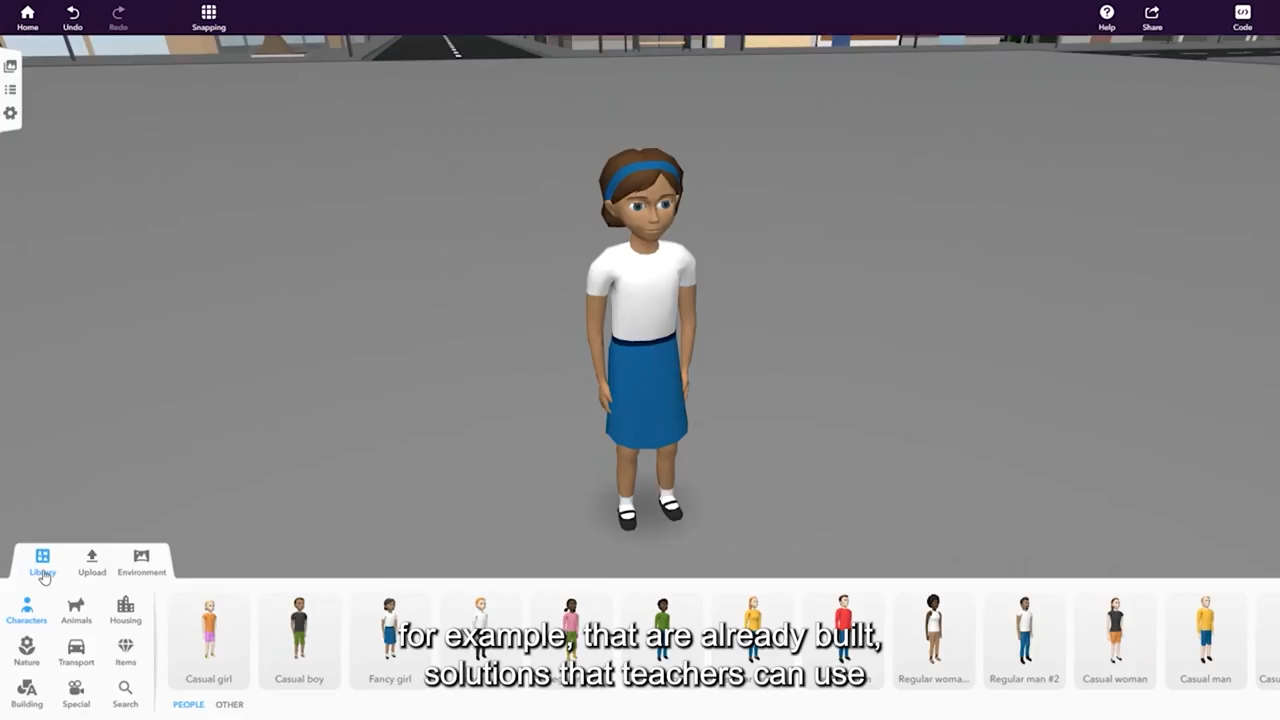 Home
Undo
Redo
Snapping
Help
Share
Code
Library
Upload
Environment
Characters
Animals
Housing
Nature
Transport
Items
Building
Special
Search
Casual girl
Casual boy
Fancy girl
Regular woma...
Regular man #2
Casual woman
Casual man
PEOPLE
OTHER
for example, that are already built,
solutions that teachers can use